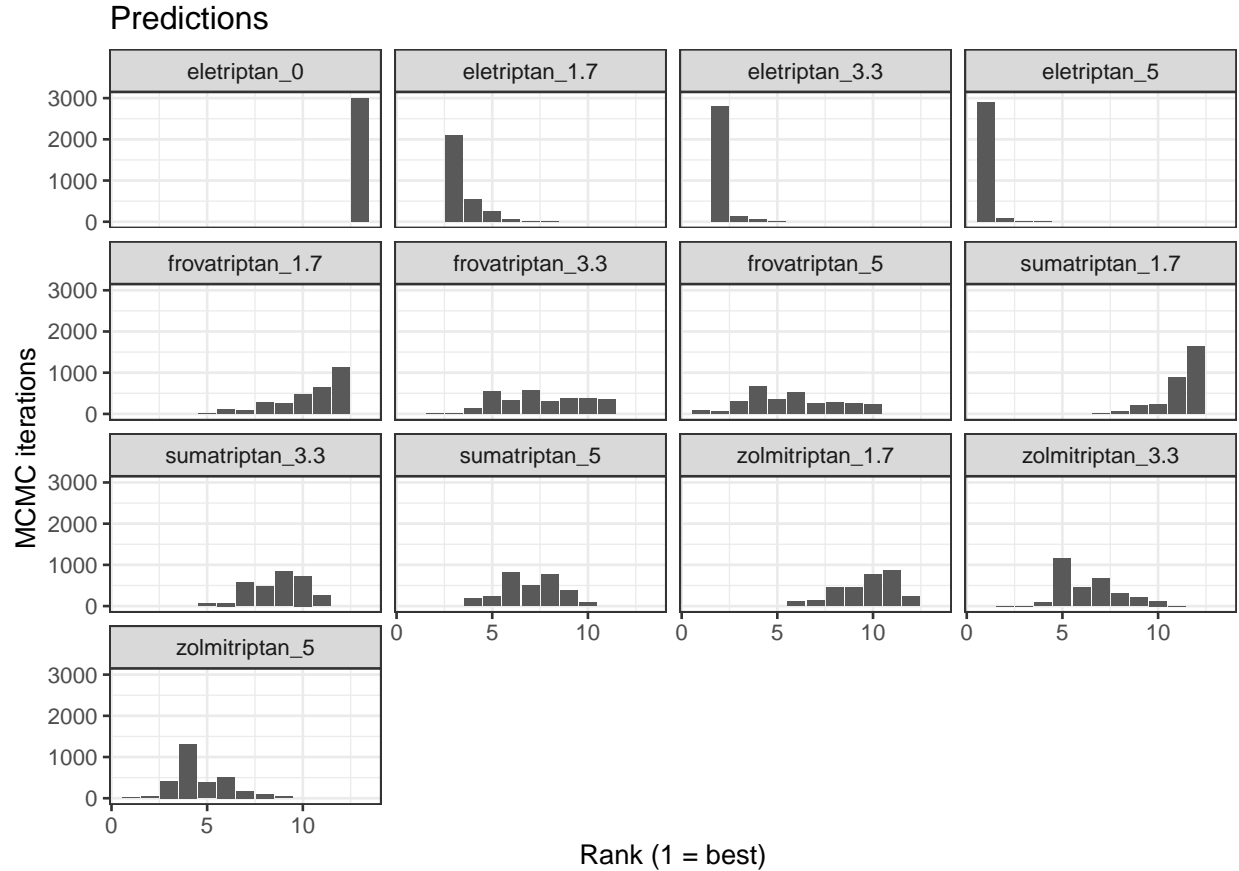 Predictions
eletriptan_0 eletriptan_1.7 eletriptan_3.3 eletriptan_5
3000
2000
1000
0
frovatriptan_1.7 frovatriptan_3.3 frovatriptan_5 sumatriptan_1.7
3000
2000
1000
0
MCMC iterations
sumatriptan_3.3 sumatriptan_5 zolmitriptan_1.7 zolmitriptan_3.3
3000
2000
1000
0
0 5 10 0 5 10 0 5 10
zolmitriptan_5
3000
2000
1000
0
0 5 10
Rank (1 = best)